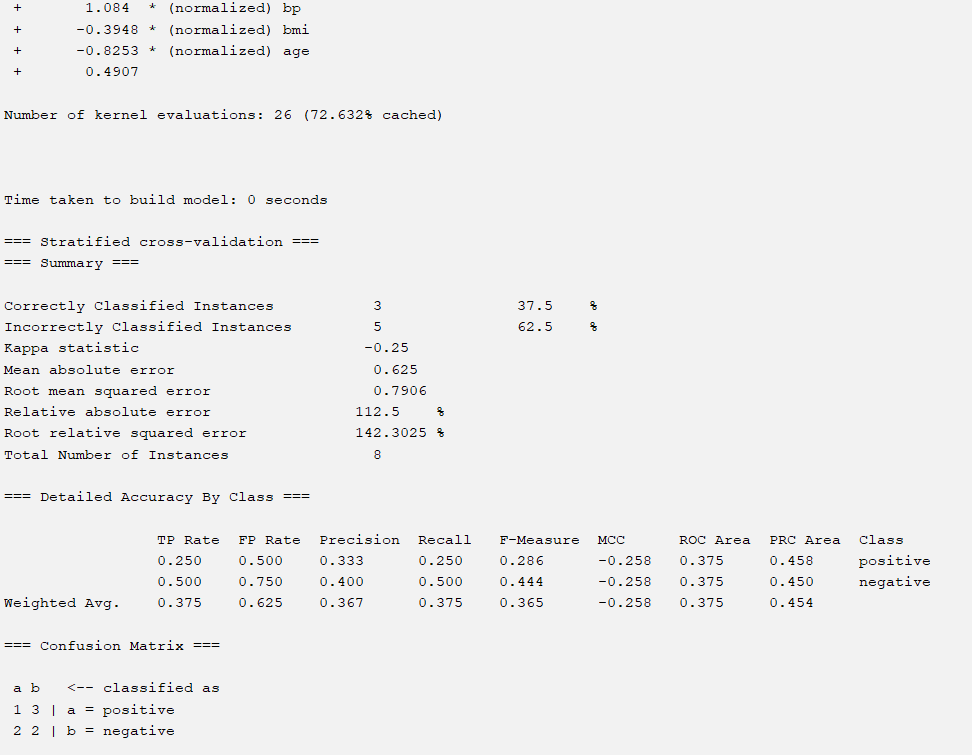 + 1.084 * (normalized) bp
+ -0.3948 * (normalized) bmi
+ -0.8253 * (normalized) age
+ 0.4907
Number of kernel evaluations: 26 (72.632% cached)
Time taken to build model: 0 seconds
=== Stratified cross-validation ===
=== Summary ===
Correctly Classified Instances 3 37.5 %
Incorrectly Classified Instances 5 62.5 %
Kappa statistic -0.25
Mean absolute error 0.625
Root mean squared error 0.7906
Relative absolute error 112.5 %
Root relative squared error 142.3025 %
Total Number of Instances 8
=== Detailed Accuracy By Class ===
TP Rate FP Rate Precision Recall F-Measure MCC ROC Area PRC Area Class
0.250 0.500 0.333 0.250 0.286 -0.258 0.375 0.458 positive
0.500 0.750 0.400 0.500 0.444 -0.258 0.375 0.450 negative
Weighted Avg. 0.375 0.625 0.367 0.375 0.365 -0.258 0.375 0.454
=== Confusion Matrix ===
a b <-- classified as
1 3 | a = positive
2 2 | b = negative